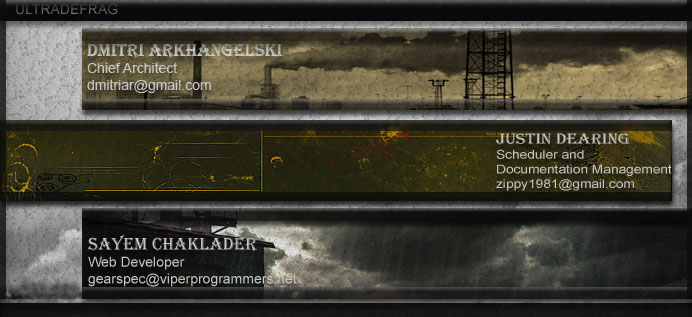 ULTRADEFRAG
DMITRI ARKHANGELSKI
Chief Architect
dmitriar@gmail.com
JUSTIN DEARING
Scheduler and
Documentation Management
zippy1981@gmail.com
SAYEM CHAKLADER
Web Developer
gearspec@viperprogrammers.net